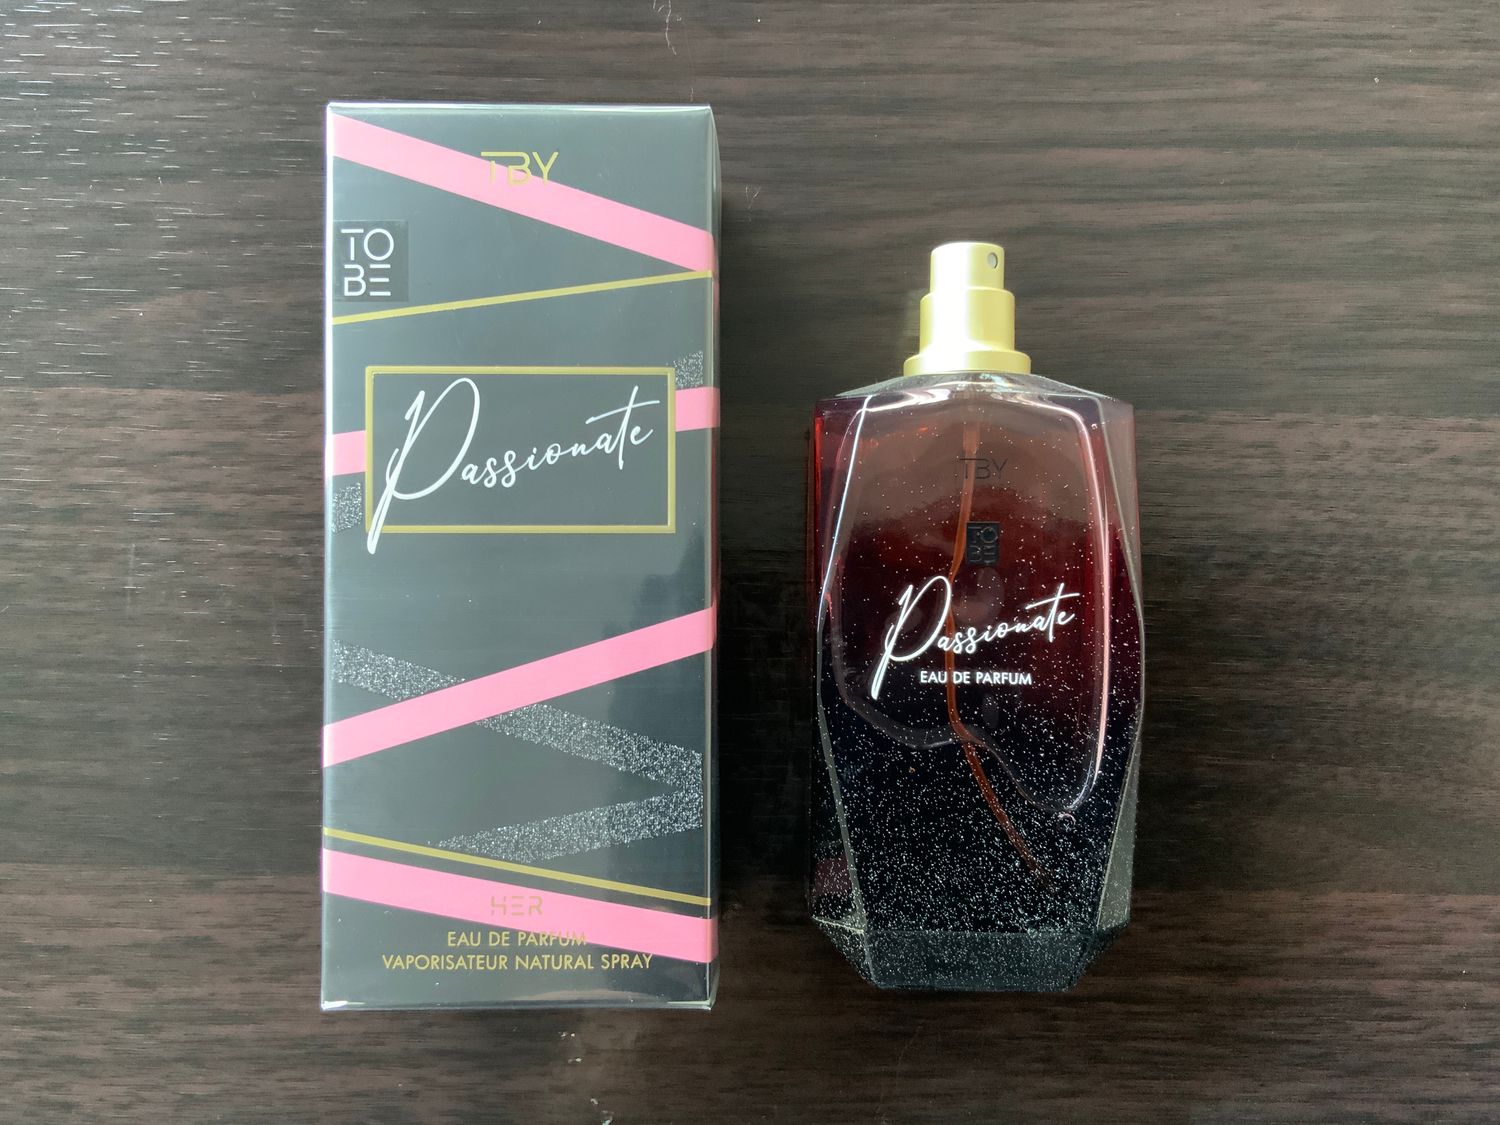 TBY
TO
BE
Passionate
HER
EAU DE PARFUM
VAPORISATEUR NATURAL SPRAY
TBY
TO
BE
Passionate
EAU DE PARFUM